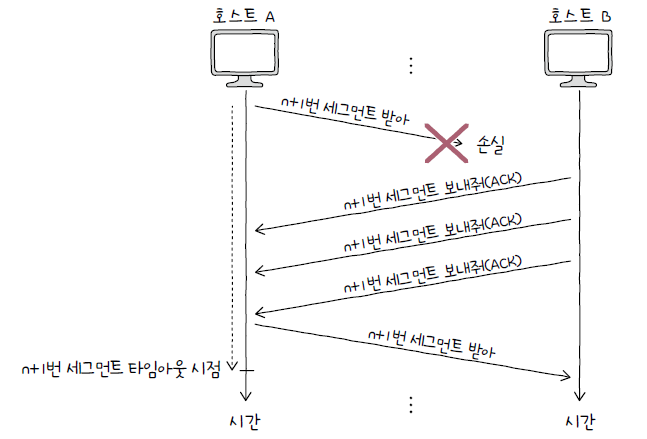 호스트 A
호스트 B
n+1번 세그먼트 받아
손실
n+1번 세그먼트 보내줘(ACK)
n+1번 세그먼트 보내줘(ACK)
n+1번 세그먼트 보내줘(ACK)
n+1번 세그먼트 받아
n+1번 세그먼트 타임아웃 시점
시간
시간